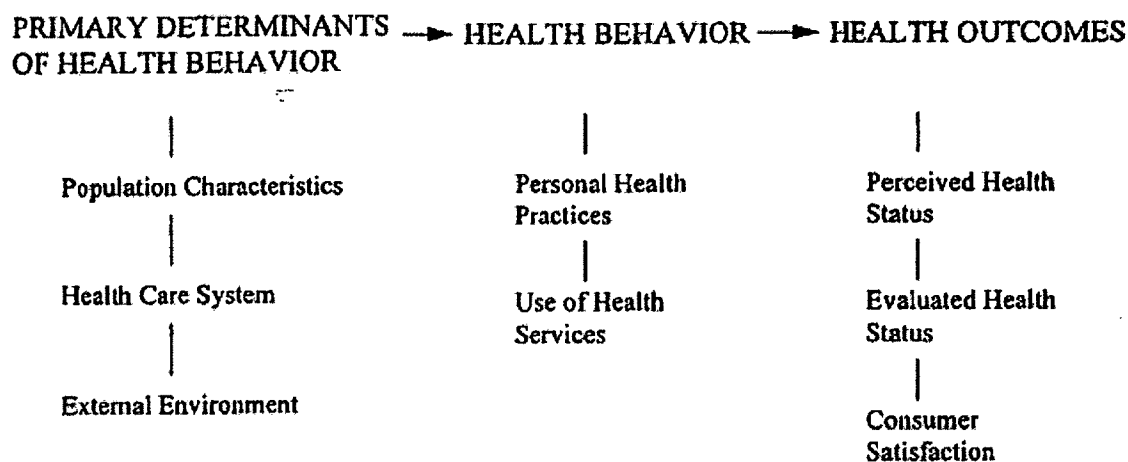 PRIMARY DETERMINANTS
OF HEALTH BEHAVIOR
HEALTH BEHAVIOR
HEALTH OUTCOMES
Population Characteristics
Health Care System
External Environment
Personal Health
Practices
Use of Health
Services
Perceived Health
Status
Evaluated Health
Status
Consumer
Satisfaction